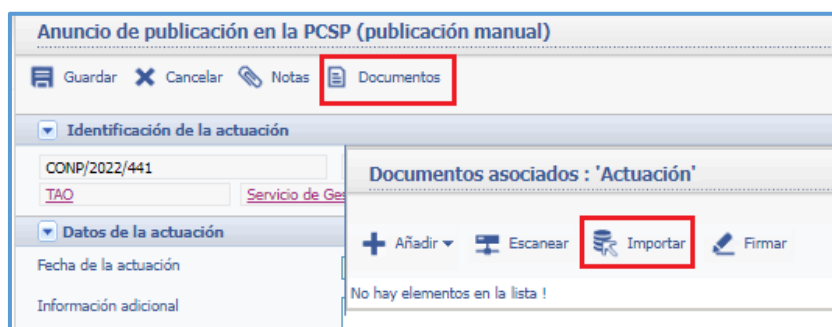 Anuncio de publicación en la PCSP (publicación manual)
Guardar Cancelar Notas Documentos
Identificación de la actuación
CONP/2022/441
TAO Servicio de
Datos de la actuación
Fecha de la actuación
Información adicional
Documentos asociados : 'Actuación'
Añadir Escanear Importar Firmar
No hay elementos en la lista !